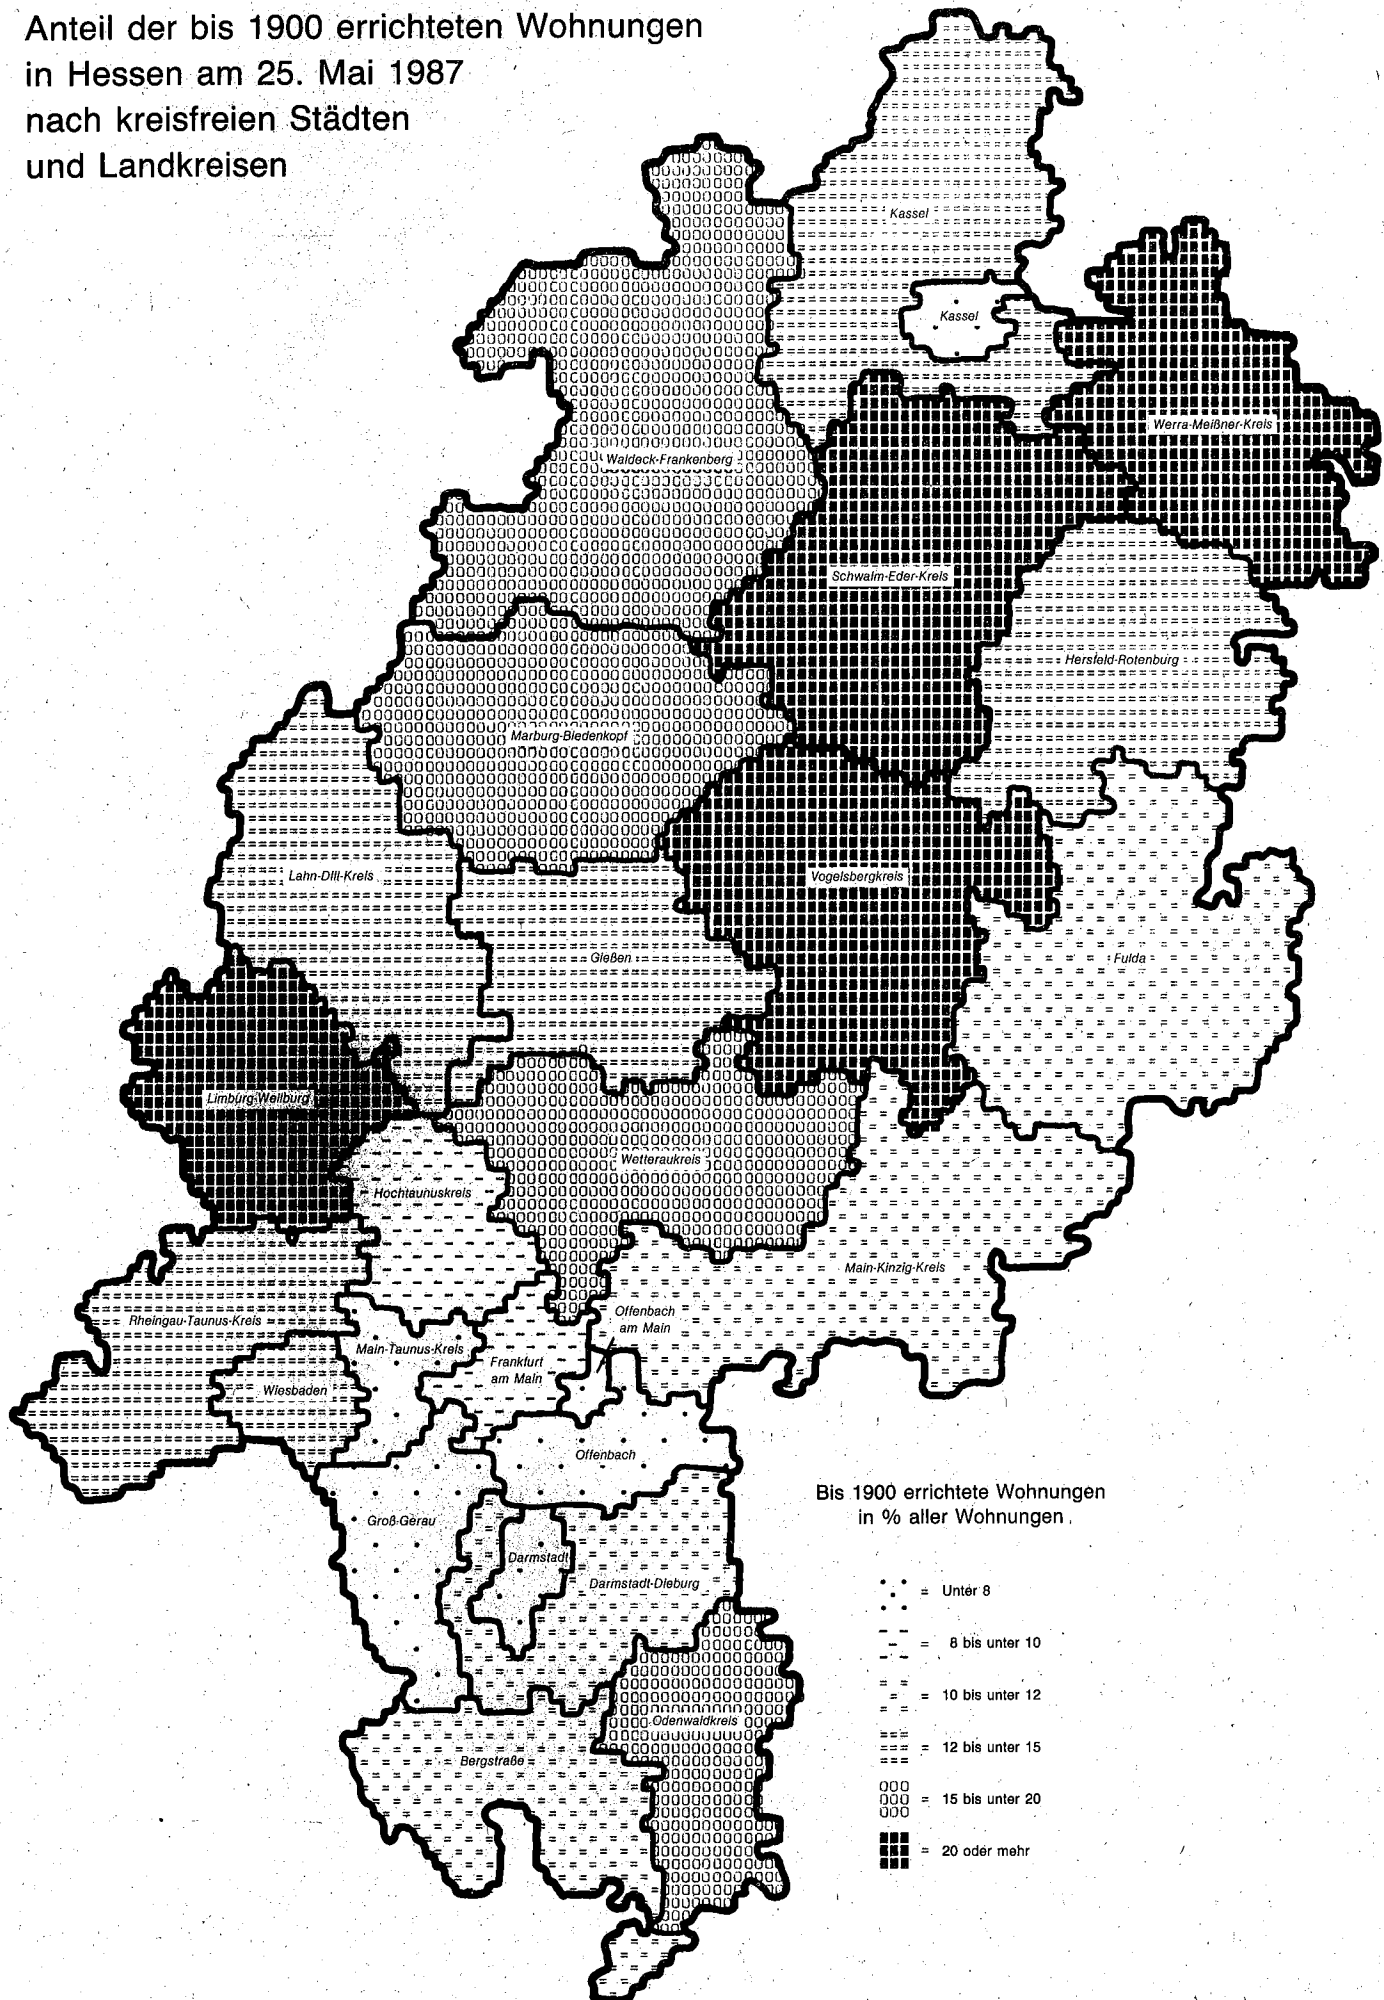 Anteil der bis 1900 errichteten Wohnungen
in Hessen am 25. Mai 1987
nach kreisfreien Städten
und Landkreisen
Kassel
Kassel
Werra-Meißner-Kreis
Waldeck-Frankenberg
Schwalm-Eder-Kreis
Hersfeld-Rotenburg
Marburg-Biedenkopf
Lahn-Dill-Kreis
Vogelsbergkreis
Gießen
Fulda
Limburg-Weilburg
Wetteraukreis
Hochtaunuskreis
Main-Kinzig-Kreis
Offenbach
am Main
Rheingau-Taunus-Kreis
Main-Taunus-Kreis
Frankfurt
am Main
Wiesbaden
Offenbach
Groß-Gerau
Darmstadt
Darmstadt-Dieburg
Odenwaldkreis
Bergstraße
Bis 1900 errichtete Wohnungen
in % aller Wohnungen
= Unter 8
= 8 bis unter 10
= 10 bis unter 12
= 12 bis unter 15
= 15 bis unter 20
= 20 oder mehr